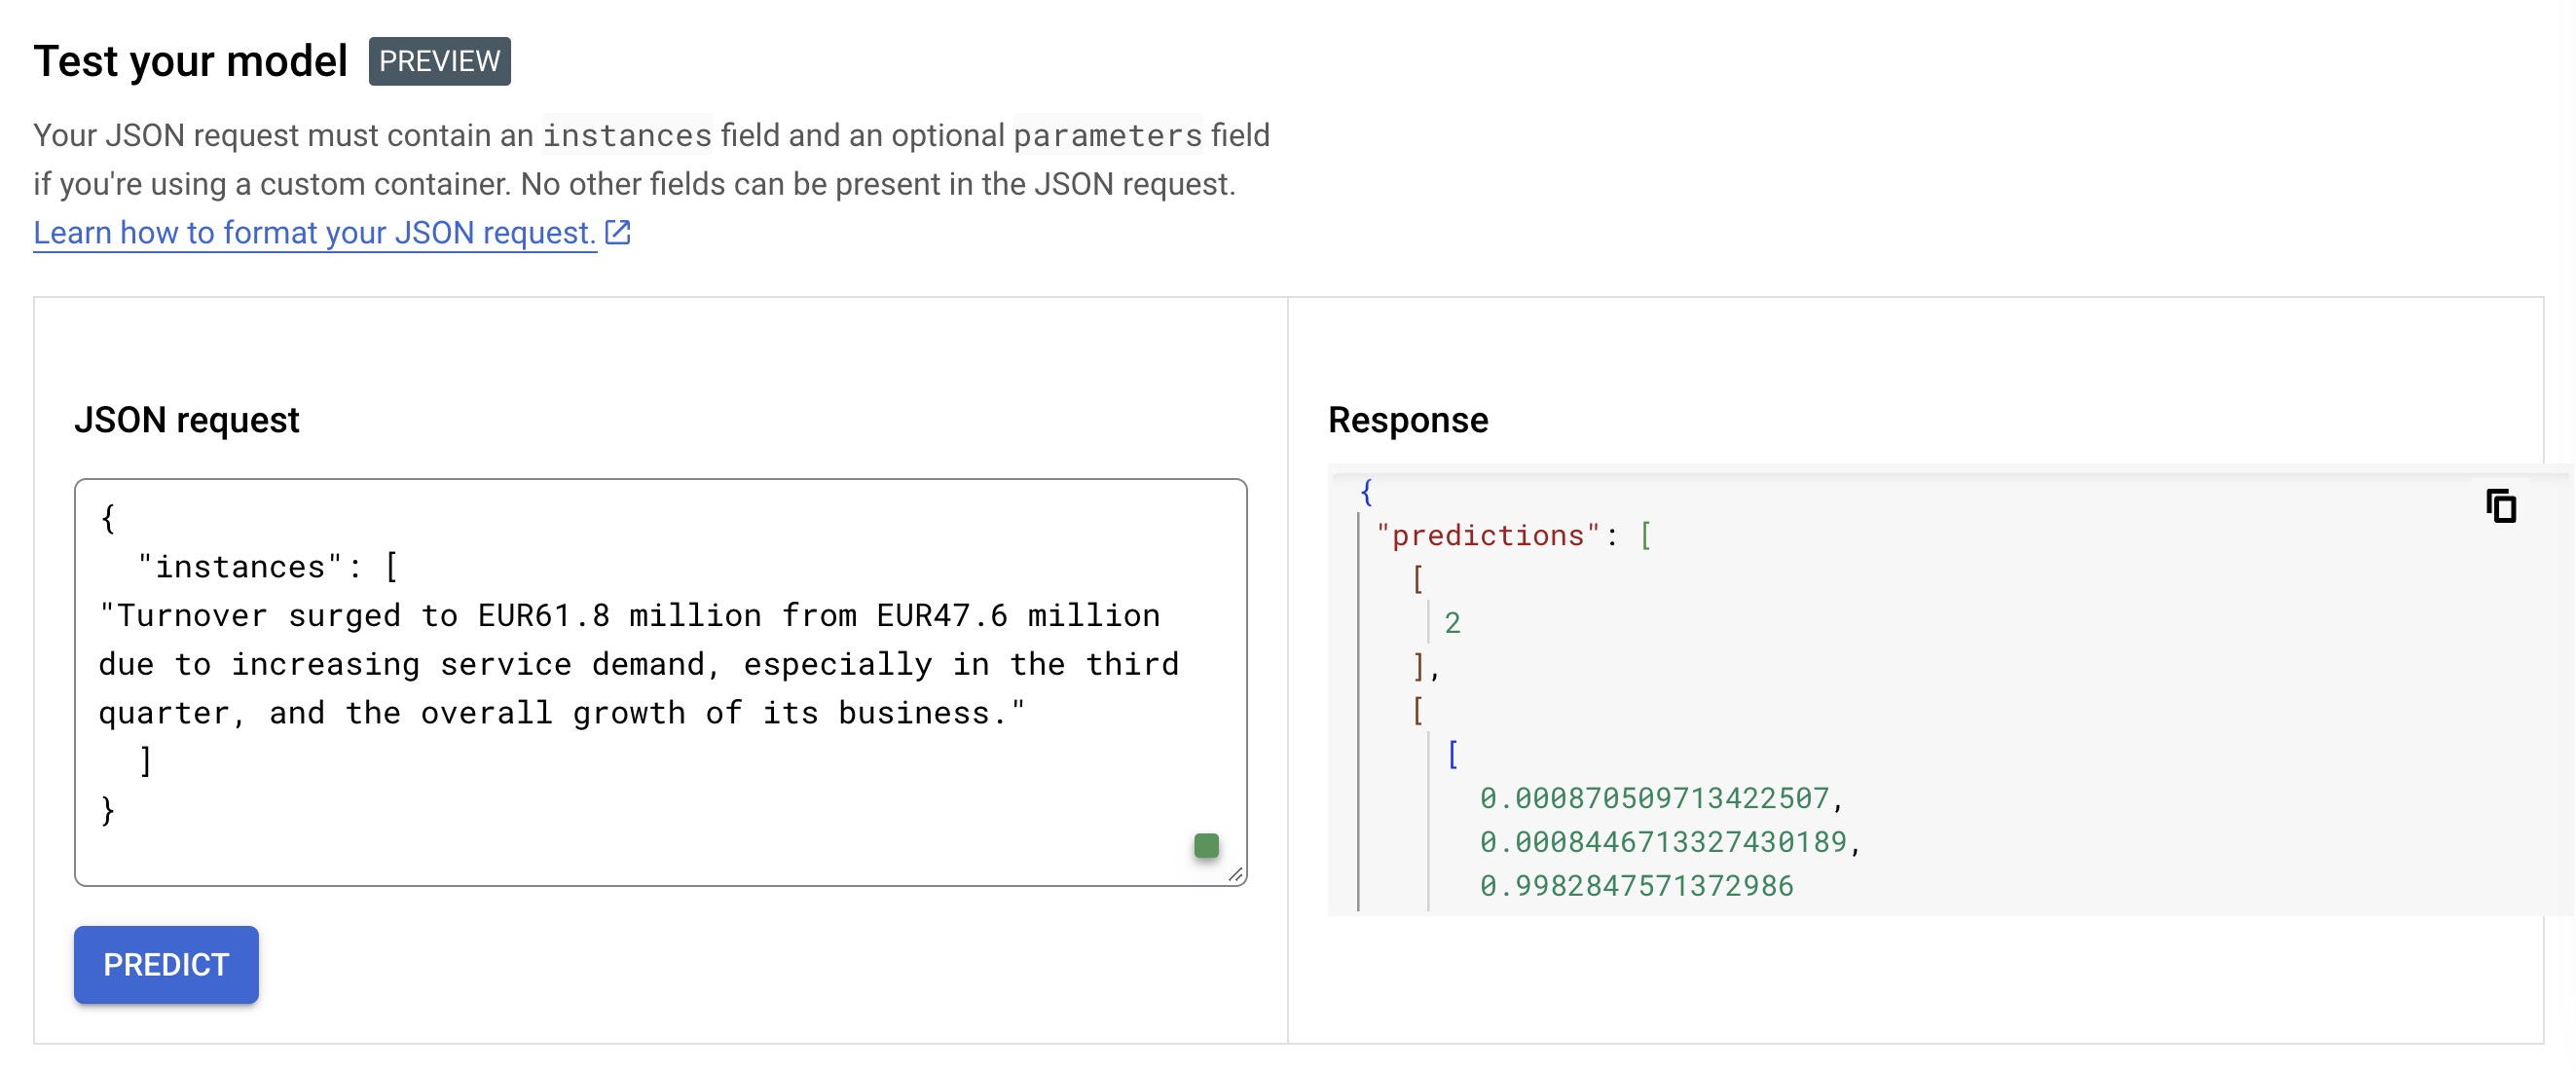 Test your model PREVIEW
Your JSON request must contain an instances field and an optional parameters field
if you're using a custom container. No other fields can be present in the JSON request.
Learn how to format your JSON request.
JSON request
{
"instances": [
"Turnover surged to EUR61.8 million from EUR47.6 million
due to increasing service demand, especially in the third
quarter, and the overall growth of its business."
]
}
PREDICT
Response
{
"predictions": [
[
2
],
[
[
0.000870509713422507,
0.0008446713327430189,
0.9982847571372986